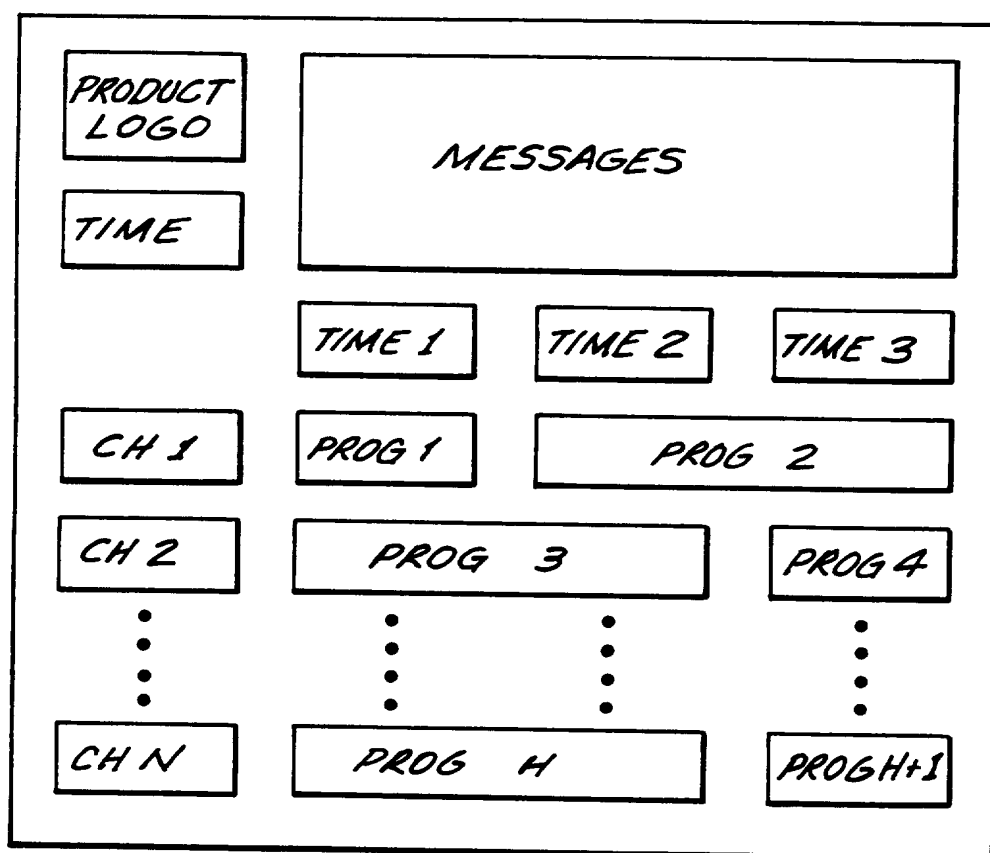 PRODUCT
LOGO
MESSAGES
TIME
TIME 1
TIME 2
TIME 3
CH 1
PROG 1
PROG 2
CH 2
PROG 3
PROG 4
CH N
PROG H
PROG H+1